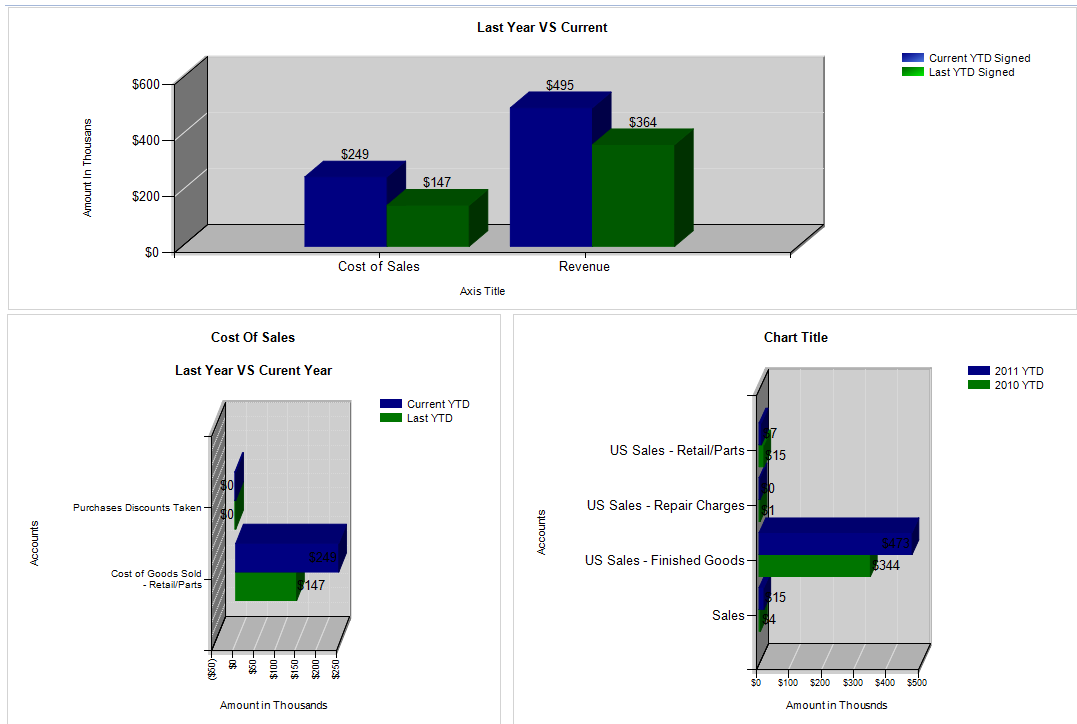 Last Year VS Current
Current YTD Signed
Last YTD Signed
Amount In Thousans
$600
$400
$200
$0
$249
$147
$495
$364
Cost of Sales
Revenue
Axis Title
Cost Of Sales
Last Year VS Curent Year
Current YTD
Last YTD
Accounts
Purchases Discounts Taken
$0
$0
Cost of Goods Sold
- Retail/Parts
$249
$147
($50)
$0
$50
$100
$150
$200
$250
Amount in Thousands
Chart Title
2011 YTD
2010 YTD
Accounts
US Sales - Retail/Parts
$7
$15
US Sales - Repair Charges
$0
$1
US Sales - Finished Goods
$473
$344
Sales
$15
$4
$0
$100
$200
$300
$400
$500
Amount in Thousnds